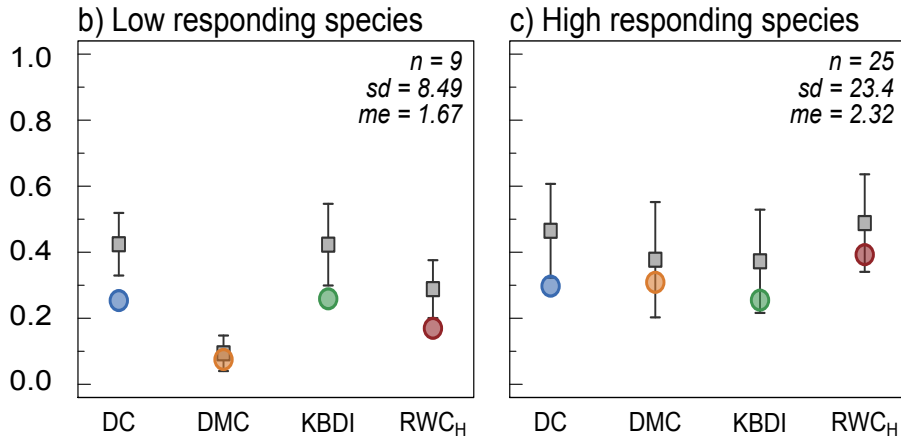 b) Low responding species
c) High responding species
1.0
0.8
0.6
0.4
0.2
0.0
n = 9
sd = 8.49
me = 1.67
n = 25
sd = 23.4
me = 2.32
DC DMC KBDI RWCH
DC DMC KBDI RWCH